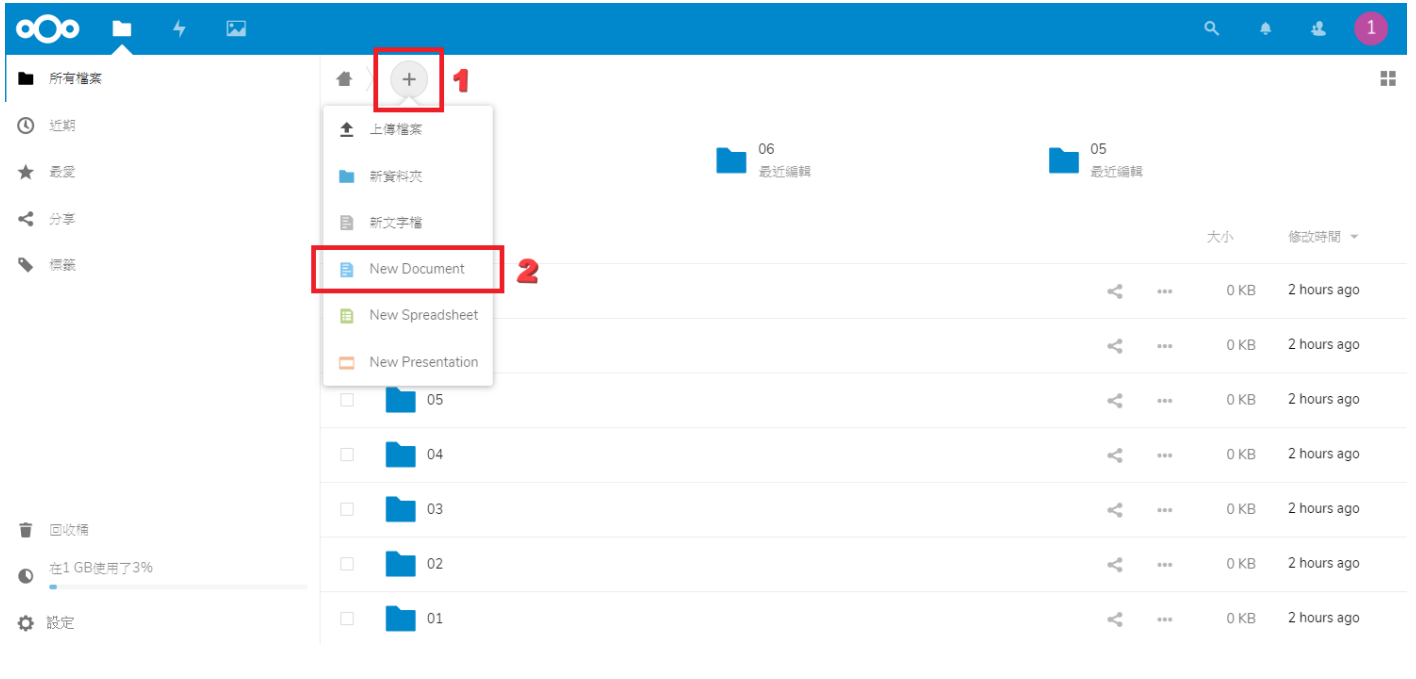 1
所有檔案
近期
最愛
分享
標籤
回收桶
在1 GB使用了3%
設定
+ 1
上傳檔案
新資料夾
新文字檔
New Document 2
New Spreadsheet
New Presentation
06
最近編輯
05
最近編輯
大小 修改時間
0 KB 2 hours ago
0 KB 2 hours ago
05 0 KB 2 hours ago
04 0 KB 2 hours ago
03 0 KB 2 hours ago
02 0 KB 2 hours ago
01 0 KB 2 hours ago